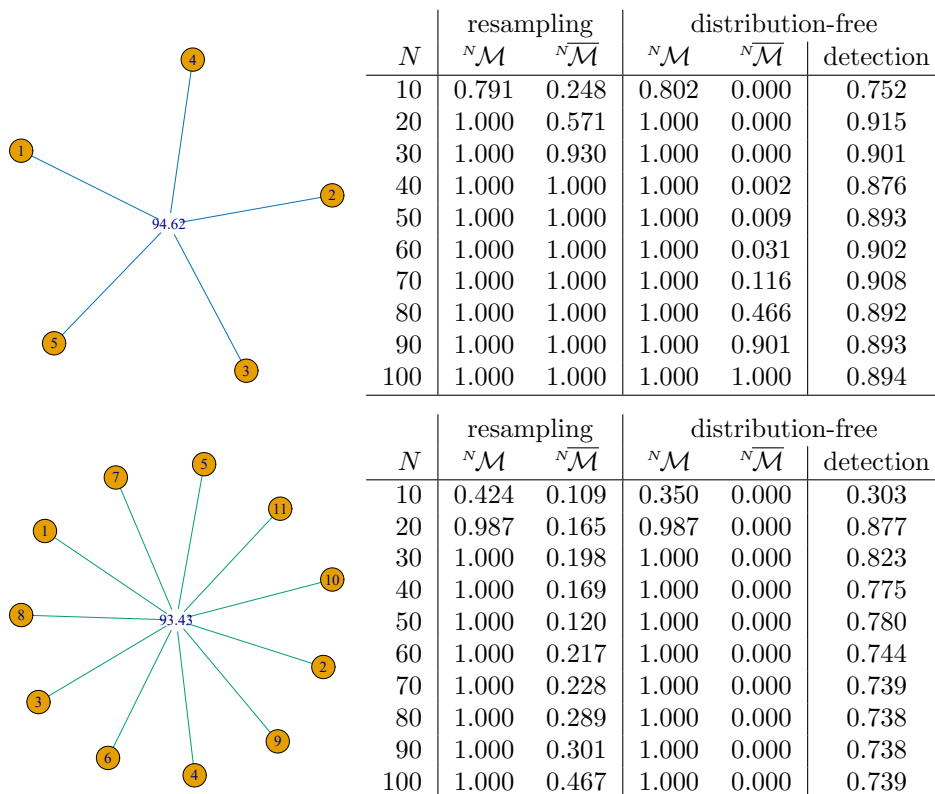 4
1
2
94.62
5
3
resampling distribution-free
N ᴺℳ ᴺℳ̅ ᴺℳ ᴺℳ̅ detection
10 0.791 0.248 0.802 0.000 0.752
20 1.000 0.571 1.000 0.000 0.915
30 1.000 0.930 1.000 0.000 0.901
40 1.000 1.000 1.000 0.002 0.876
50 1.000 1.000 1.000 0.009 0.893
60 1.000 1.000 1.000 0.031 0.902
70 1.000 1.000 1.000 0.116 0.908
80 1.000 1.000 1.000 0.466 0.892
90 1.000 1.000 1.000 0.901 0.893
100 1.000 1.000 1.000 1.000 0.894
5
7
11
1
10
8
93.43
2
3
9
6
4
resampling distribution-free
N ᴺℳ ᴺℳ̅ ᴺℳ ᴺℳ̅ detection
10 0.424 0.109 0.350 0.000 0.303
20 0.987 0.165 0.987 0.000 0.877
30 1.000 0.198 1.000 0.000 0.823
40 1.000 0.169 1.000 0.000 0.775
50 1.000 0.120 1.000 0.000 0.780
60 1.000 0.217 1.000 0.000 0.744
70 1.000 0.228 1.000 0.000 0.739
80 1.000 0.289 1.000 0.000 0.738
90 1.000 0.301 1.000 0.000 0.738
100 1.000 0.467 1.000 0.000 0.739